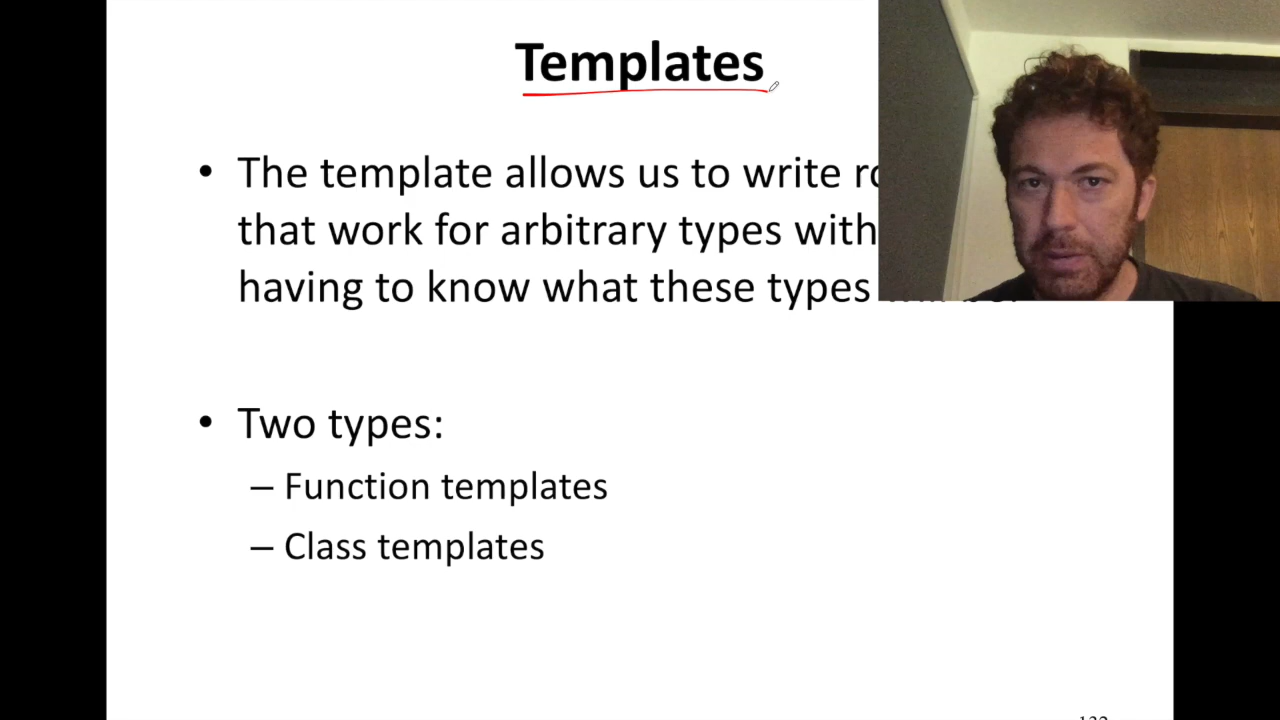 Templates
• The template allows us to write
that work for arbitrary types with
having to know what these types
• Two types:
– Function templates
– Class templates